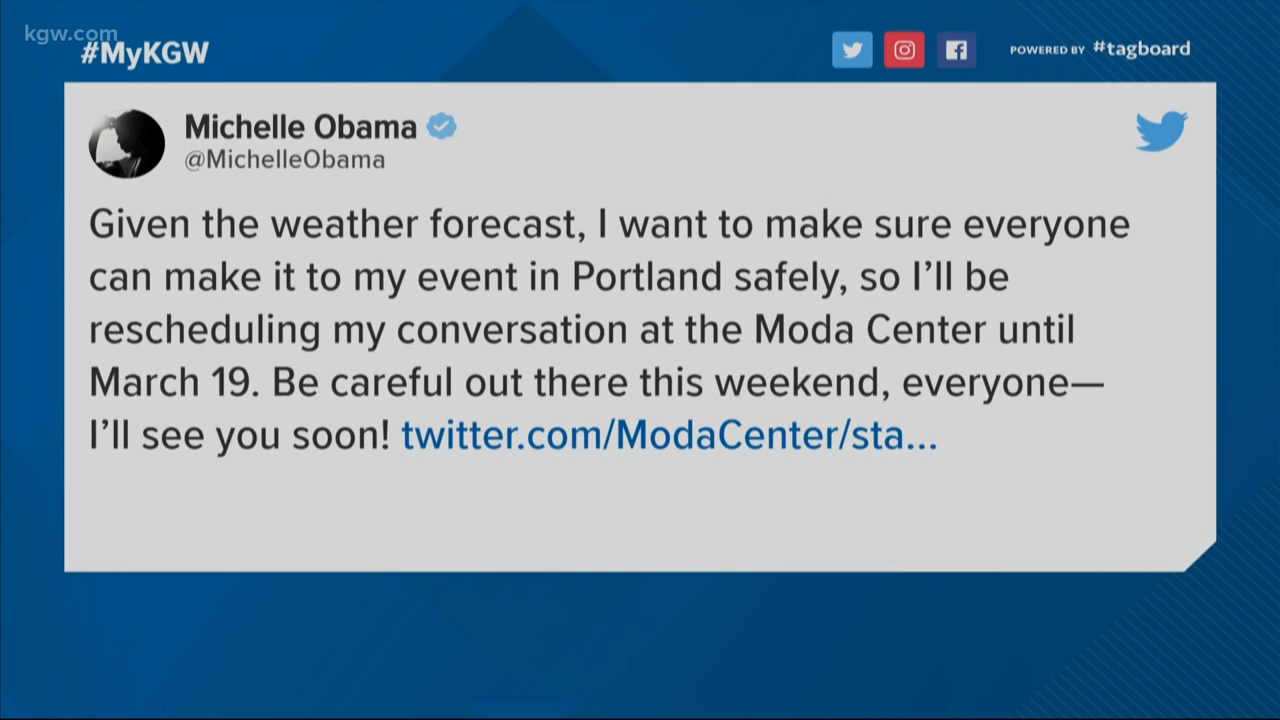 kgw.com
#MyKGW
POWERED BY #tagboard
Michelle Obama
@MichelleObama
Given the weather forecast, I want to make sure everyone
can make it to my event in Portland safely, so I’ll be
rescheduling my conversation at the Moda Center until
March 19. Be careful out there this weekend, everyone—
I’ll see you soon! twitter.com/ModaCenter/sta...